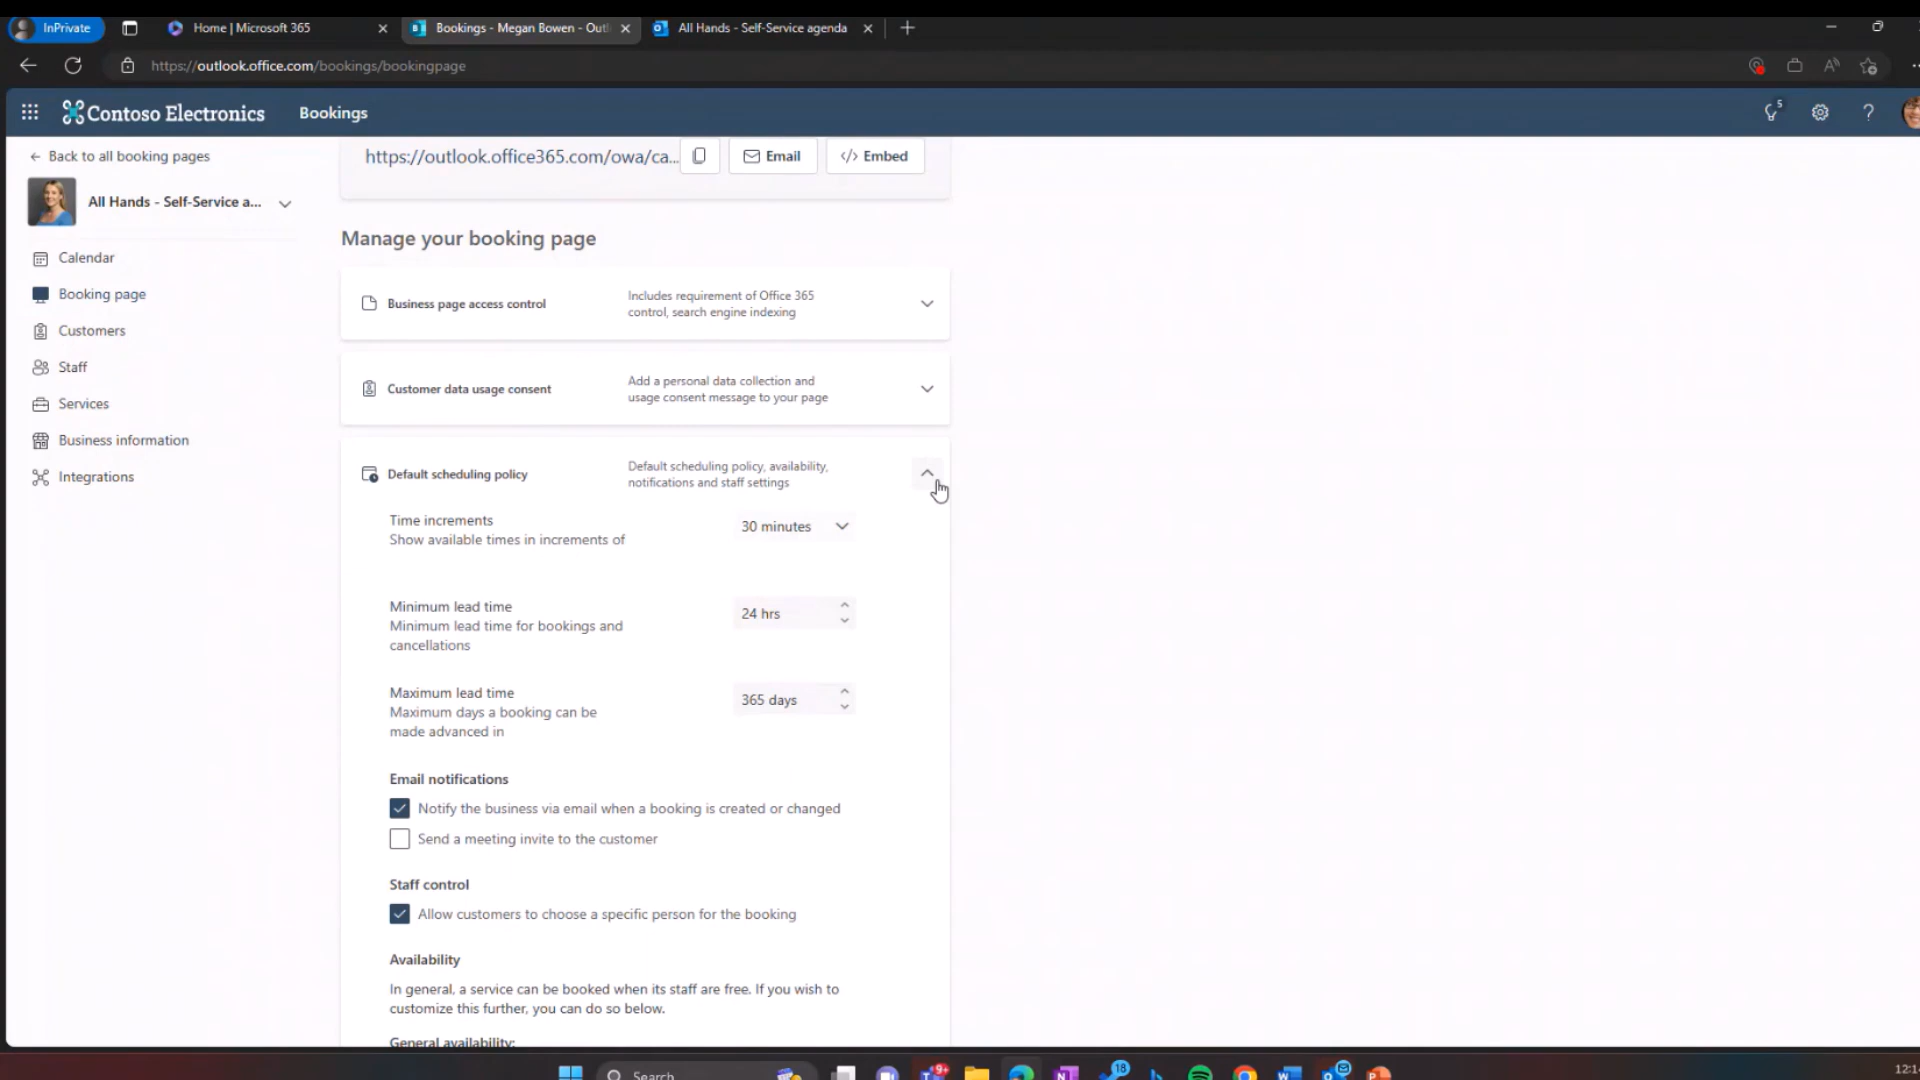 InPrivate
Home | Microsoft 365
Bookings - Megan Bowen - Outl
All Hands - Self-Service agenda
https://outlook.office.com/bookings/bookingpage
Contoso Electronics
Bookings
5
Back to all booking pages
https://outlook.office365.com/owa/ca...
Email
</> Embed
All Hands - Self-Service a...
Manage your booking page
Calendar
Booking page
Customers
Staff
Services
Business information
Integrations
Business page access control
Includes requirement of Office 365
control, search engine indexing
Customer data usage consent
Add a personal data collection and
usage consent message to your page
Default scheduling policy
Default scheduling policy, availability,
notifications and staff settings
Time increments
Show available times in increments of
30 minutes
Minimum lead time
Minimum lead time for bookings and
cancellations
24 hrs
Maximum lead time
Maximum days a booking can be
made advanced in
365 days
Email notifications
Notify the business via email when a booking is created or changed
Send a meeting invite to the customer
Staff control
Allow customers to choose a specific person for the booking
Availability
In general, a service can be booked when its staff are free. If you wish to
customize this further, you can do so below.
General availability:
Search
9+
18
12:1